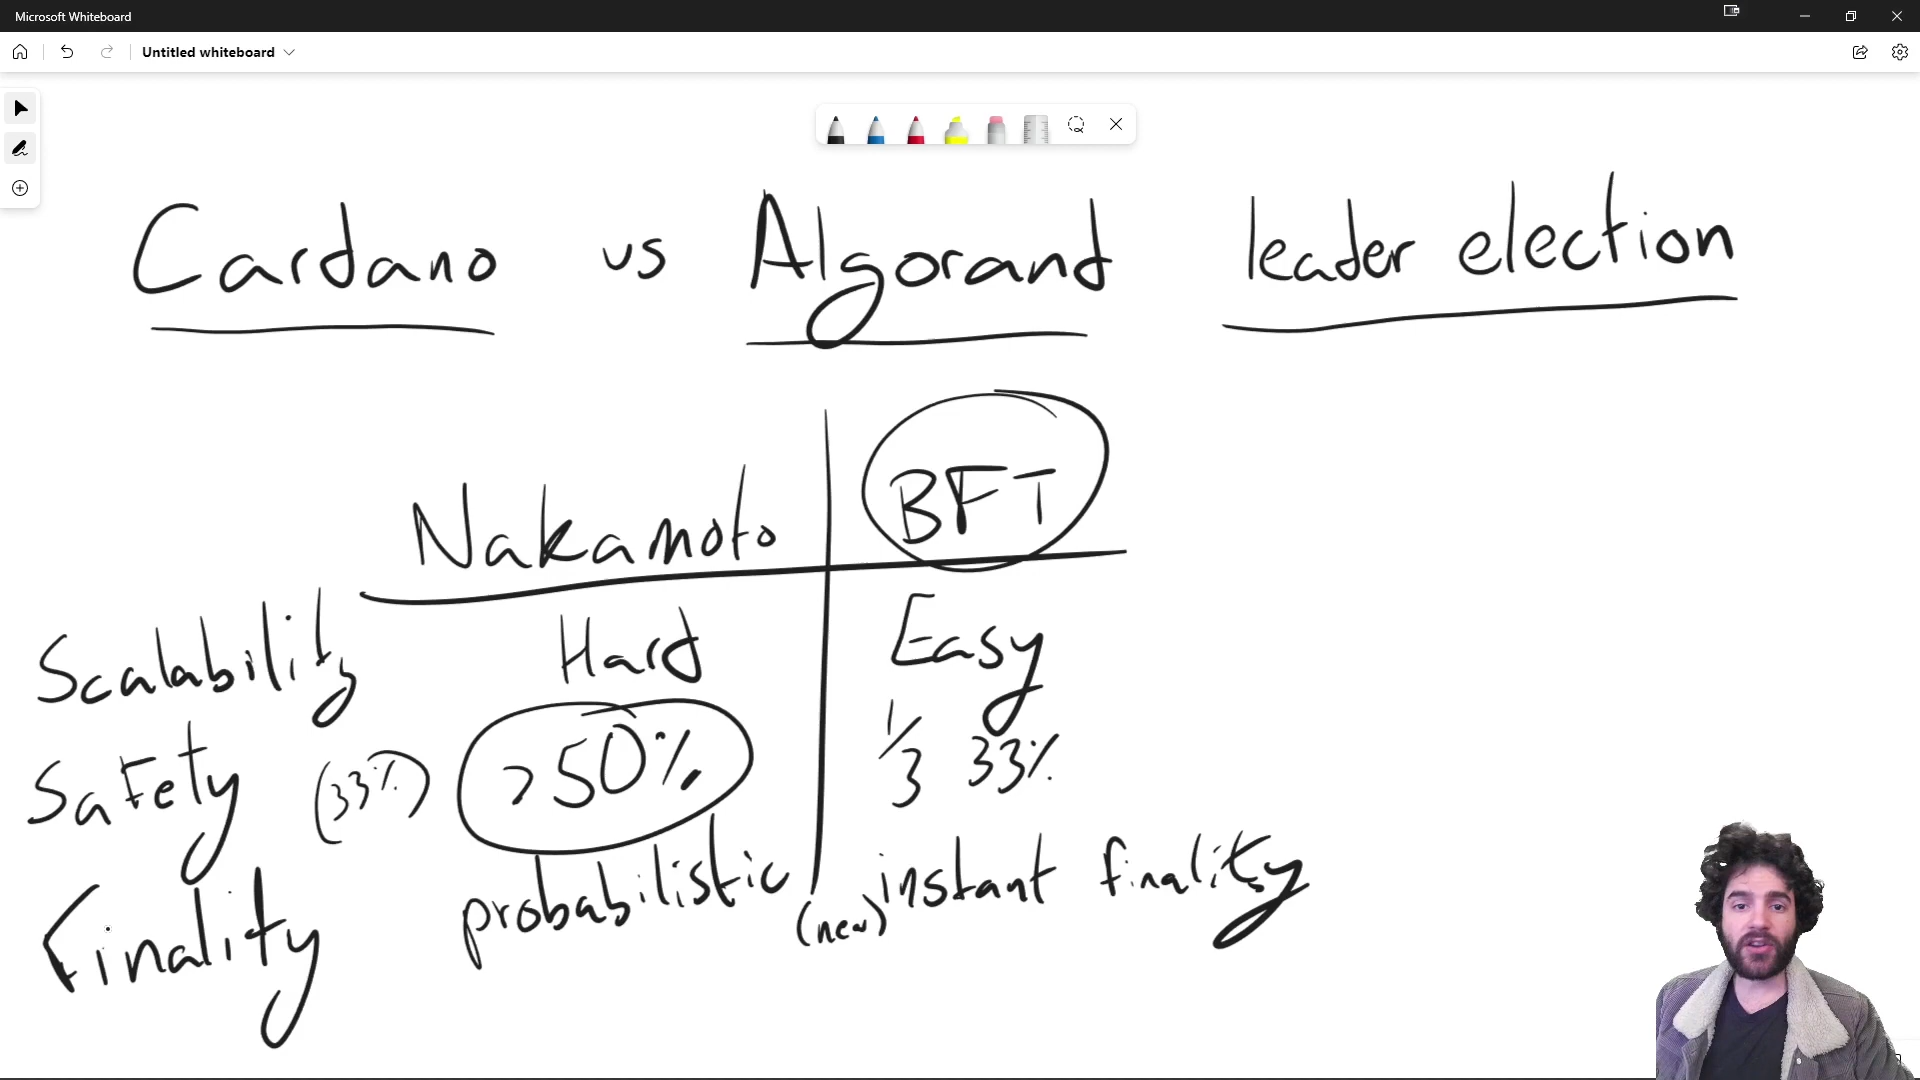 Microsoft Whiteboard
Untitled whiteboard
Cardano vs Algorand leader election
Nakamoto BFT
Scalability Hard Easy
Safety (33%) >50% 1/3 33%
Finality probabilistic (near) instant finality